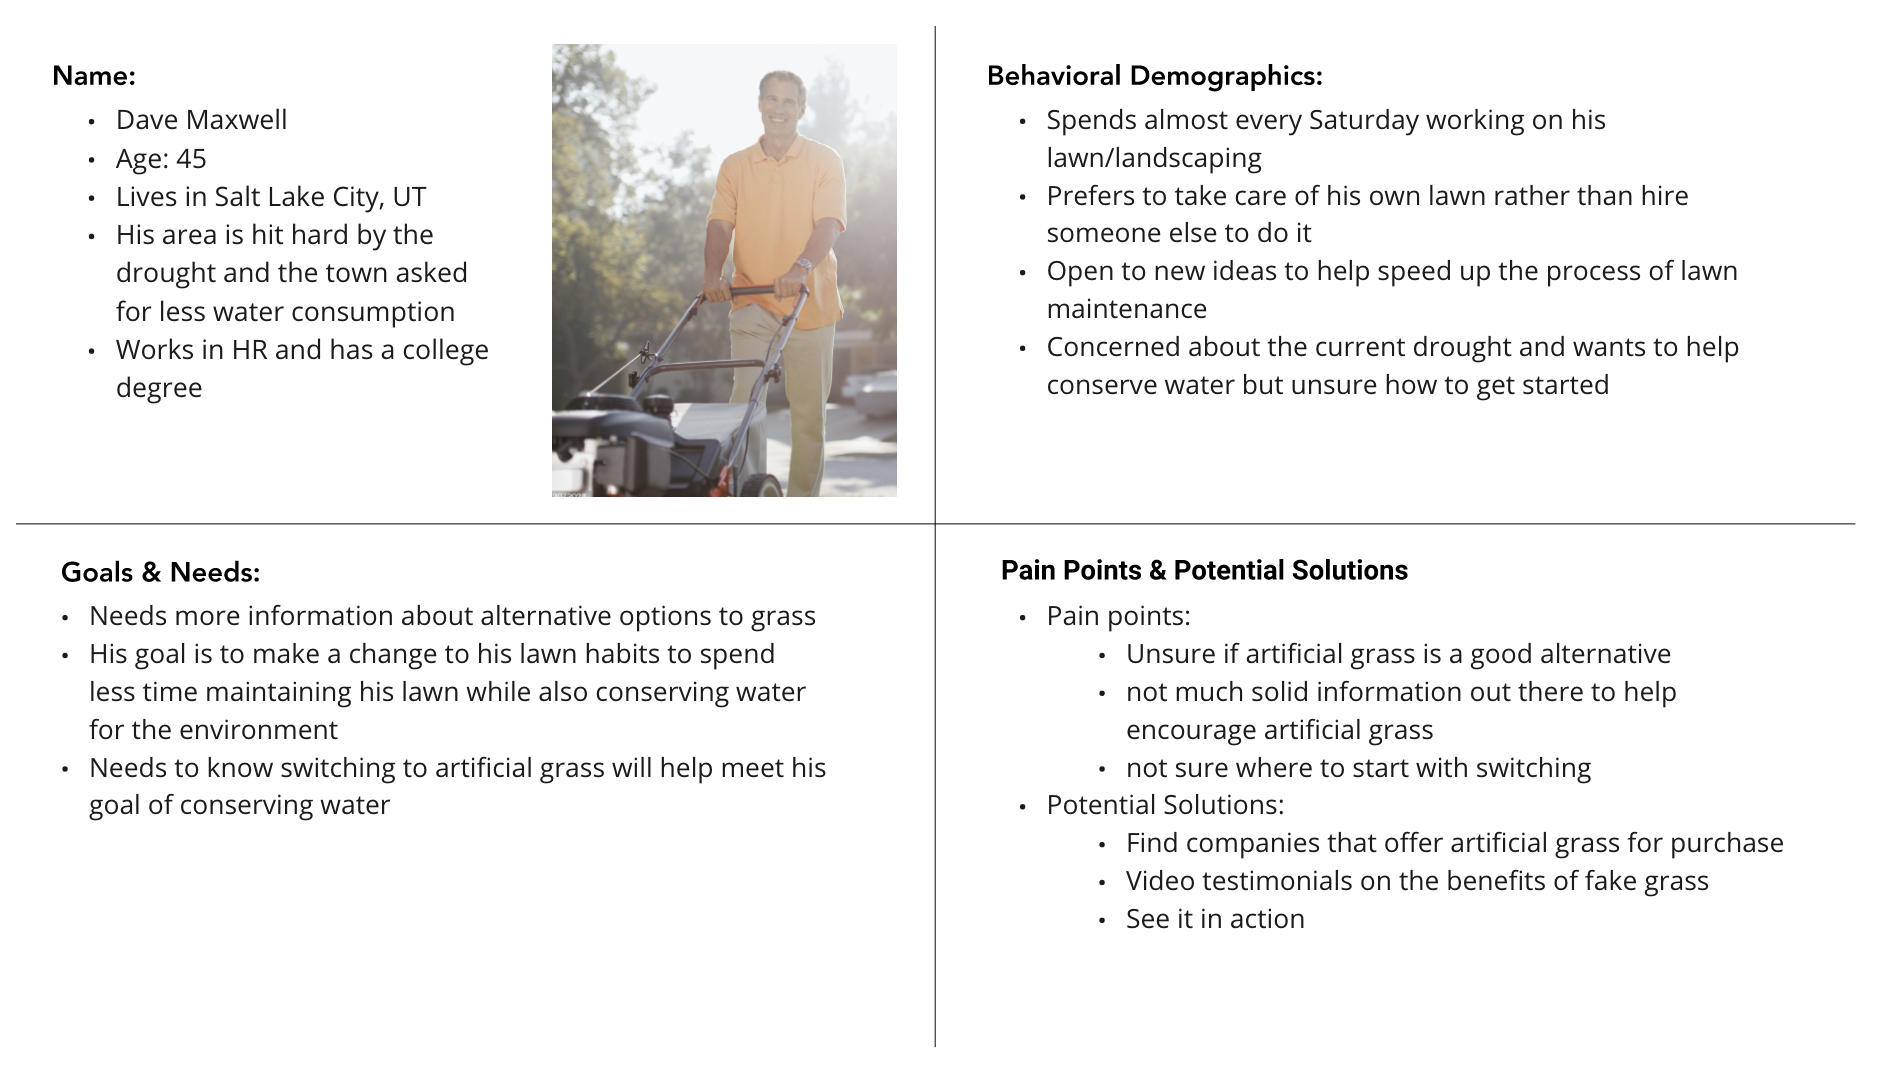 Name:
• Dave Maxwell
• Age: 45
• Lives in Salt Lake City, UT
• His area is hit hard by the
drought and the town asked
for less water consumption
• Works in HR and has a college
degree
Behavioral Demographics:
• Spends almost every Saturday working on his
lawn/landscaping
• Prefers to take care of his own lawn rather than hire
someone else to do it
• Open to new ideas to help speed up the process of lawn
maintenance
• Concerned about the current drought and wants to help
conserve water but unsure how to get started
Goals & Needs:
• Needs more information about alternative options to grass
• His goal is to make a change to his lawn habits to spend
less time maintaining his lawn while also conserving water
for the environment
• Needs to know switching to artificial grass will help meet his
goal of conserving water
Pain Points & Potential Solutions
• Pain points:
• Unsure if artificial grass is a good alternative
• not much solid information out there to help
encourage artificial grass
• not sure where to start with switching
• Potential Solutions:
• Find companies that offer artificial grass for purchase
• Video testimonials on the benefits of fake grass
• See it in action